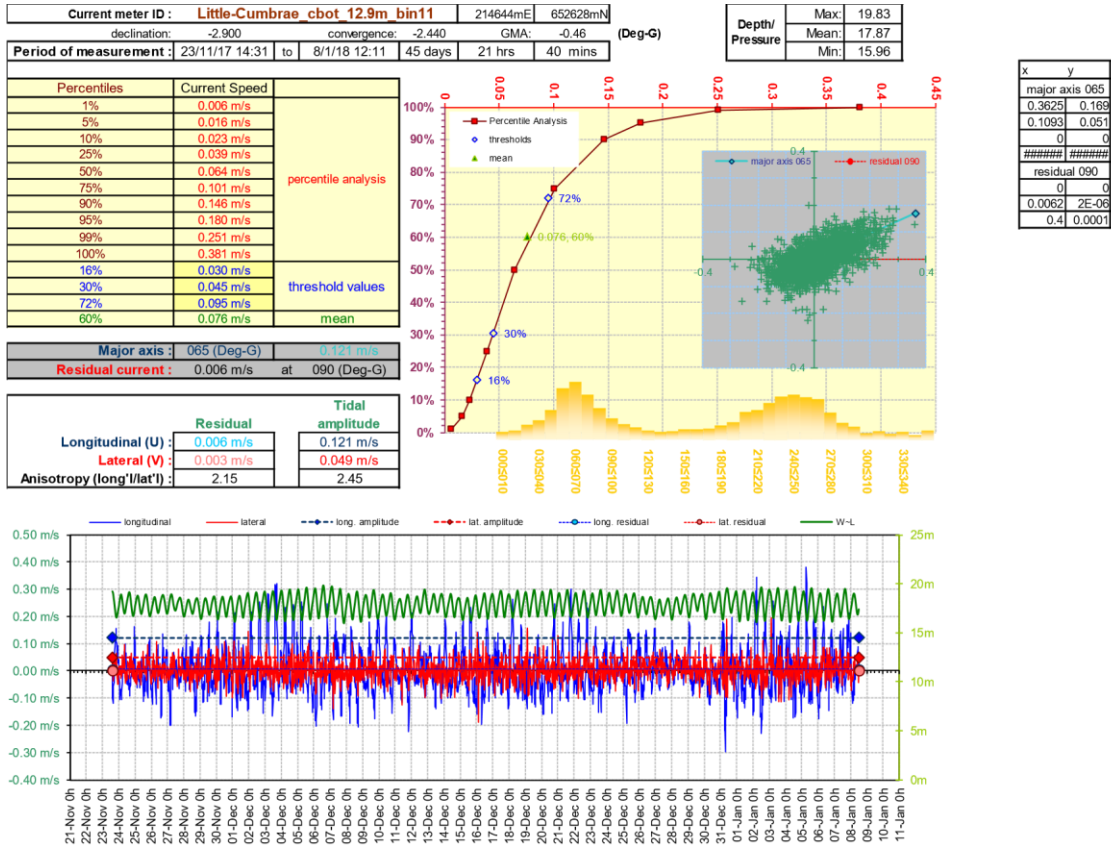 Current meter ID : Little-Cumbrae_cbot_12.9m_bin11 214644mE 652628mN
declination: -2.900 convergence: -2.440 GMA: -0.46 (Deg-G)
Period of measurement : 23/11/17 14:31 to 8/1/18 12:11 45 days 21 hrs 40 mins
Depth/ Pressure
Max: 19.83
Mean: 17.87
Min: 15.96
x y
major axis 065
0.3625 0.169
0.1093 0.051
0 0
###### ######
residual 090
0 0
0.0062 2E-06
0.4 0.0001
Percentiles Current Speed
1% 0.006 m/s
5% 0.016 m/s
10% 0.023 m/s
25% 0.039 m/s
50% 0.064 m/s
75% 0.101 m/s
90% 0.146 m/s
95% 0.180 m/s
99% 0.251 m/s
100% 0.381 m/s
percentile analysis
16% 0.030 m/s
30% 0.045 m/s
72% 0.095 m/s
threshold values
60% 0.076 m/s mean
Major axis : 065 (Deg-G) 0.121 m/s
Residual current : 0.006 m/s at 090 (Deg-G)
Residual Tidal amplitude
Longitudinal (U) : 0.006 m/s 0.121 m/s
Lateral (V) : 0.003 m/s 0.049 m/s
Anisotropy (long'l/lat'l) : 2.15 2.45
0 0.05 0.1 0.15 0.2 0.25 0.3 0.35 0.4 0.45
100%
90%
80%
70%
60%
50%
40%
30%
20%
10%
0%
Percentile Analysis
thresholds
mean
72%
0.076, 60%
30%
16%
major axis 065 residual 090
0.4
-0.4 0.4
-0.4
000≤010 030≤040 060≤070 090≤100 120≤130 150≤160 180≤190 210≤220 240≤250 270≤280 300≤310 330≤340
longitudinal lateral long. amplitude lat. amplitude long. residual lat. residual W~L
0.50 m/s
0.40 m/s
0.30 m/s
0.20 m/s
0.10 m/s
0.00 m/s
-0.10 m/s
-0.20 m/s
-0.30 m/s
-0.40 m/s
25m
20m
15m
10m
5m
0m
21-Nov 0h
22-Nov 0h
23-Nov 0h
24-Nov 0h
25-Nov 0h
26-Nov 0h
27-Nov 0h
28-Nov 0h
29-Nov 0h
30-Nov 0h
01-Dec 0h
02-Dec 0h
03-Dec 0h
04-Dec 0h
05-Dec 0h
06-Dec 0h
07-Dec 0h
08-Dec 0h
09-Dec 0h
10-Dec 0h
11-Dec 0h
12-Dec 0h
13-Dec 0h
14-Dec 0h
15-Dec 0h
16-Dec 0h
17-Dec 0h
18-Dec 0h
19-Dec 0h
20-Dec 0h
21-Dec 0h
22-Dec 0h
23-Dec 0h
24-Dec 0h
25-Dec 0h
26-Dec 0h
27-Dec 0h
28-Dec 0h
29-Dec 0h
30-Dec 0h
31-Dec 0h
01-Jan 0h
02-Jan 0h
03-Jan 0h
04-Jan 0h
05-Jan 0h
06-Jan 0h
07-Jan 0h
08-Jan 0h
09-Jan 0h
10-Jan 0h
11-Jan 0h